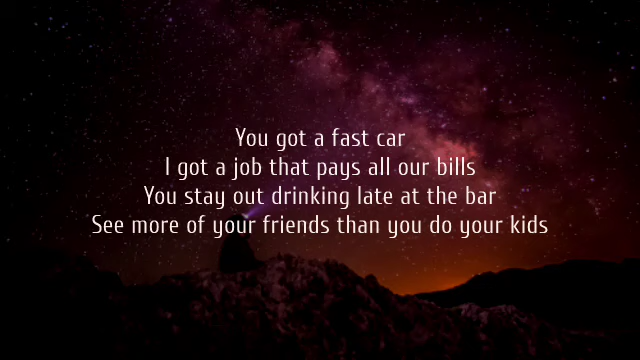 You got a fast car
I got a job that pays all our bills
You stay out drinking late at the bar
See more of your friends than you do your kids